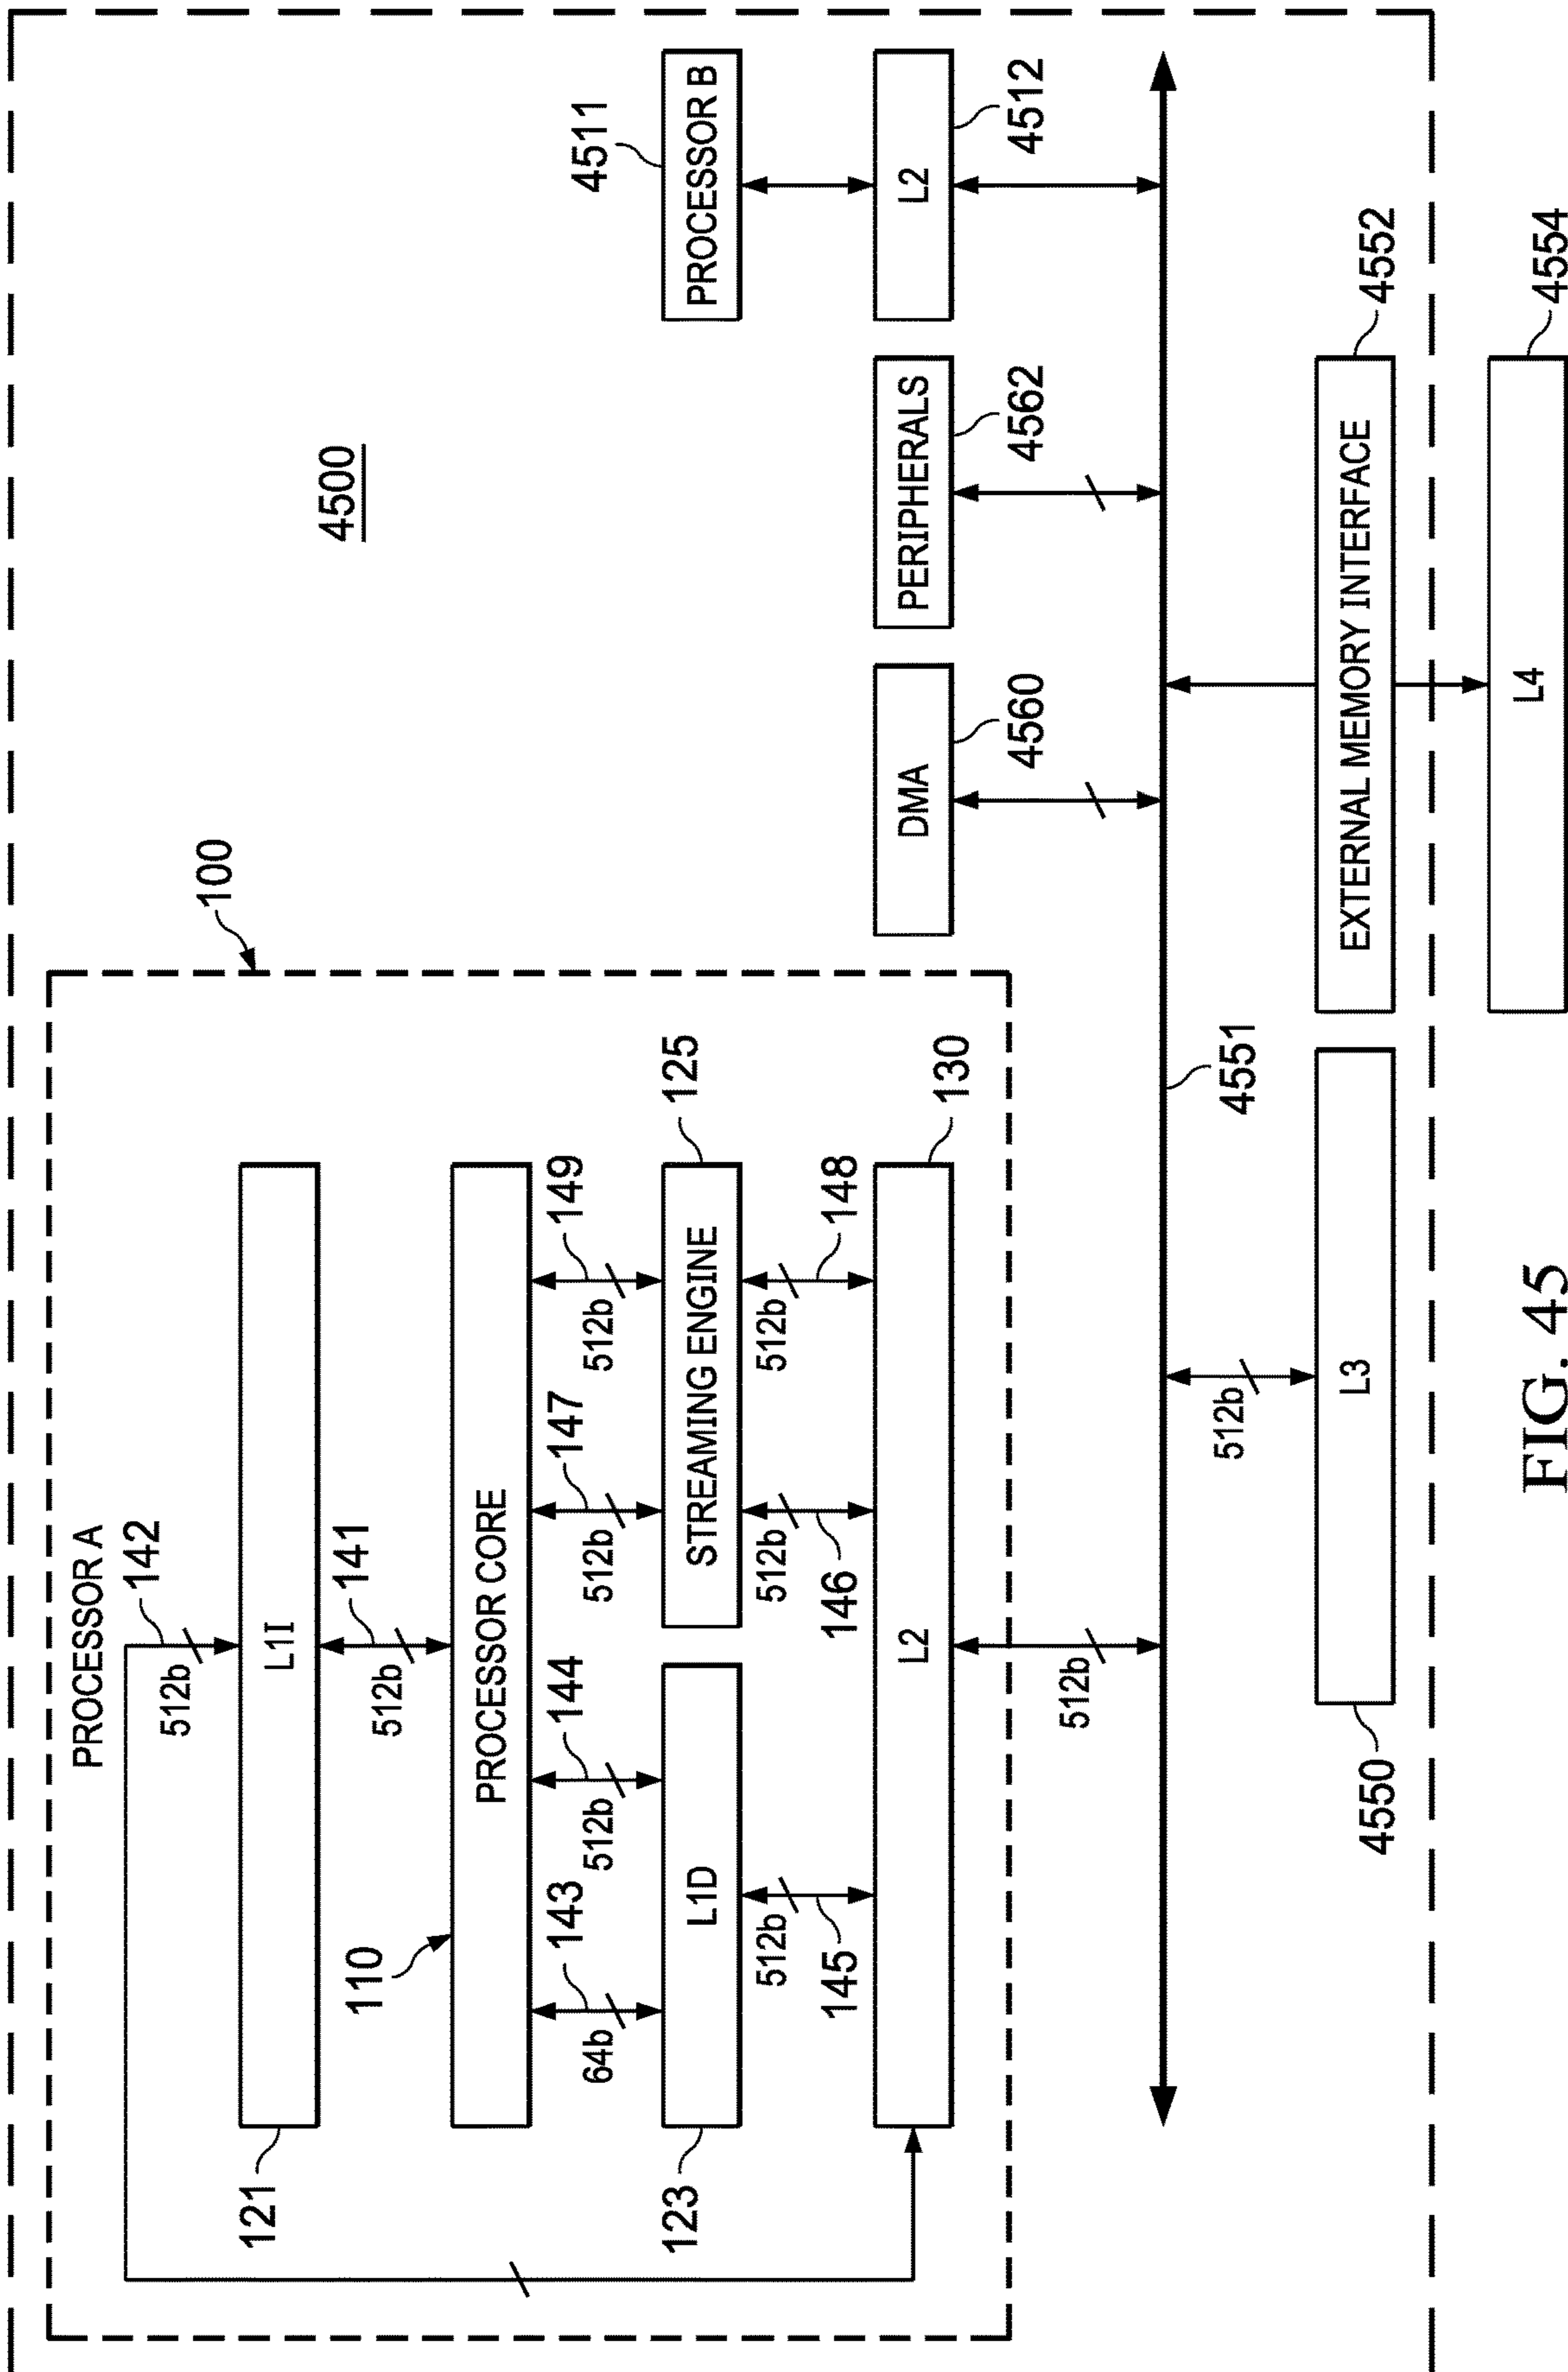 4500
PROCESSOR A
100
142
512b
L1I
121
141
512b
110
PROCESSOR CORE
143
64b
144
512b
147
512b
149
512b
123
L1D
STREAMING ENGINE
125
512b
145
512b
146
512b
148
L2
130
512b
PROCESSOR B
4511
DMA
4560
PERIPHERALS
4562
L2
4512
4551
512b
4550
L3
EXTERNAL MEMORY INTERFACE
4552
L4
4554
FIG. 45